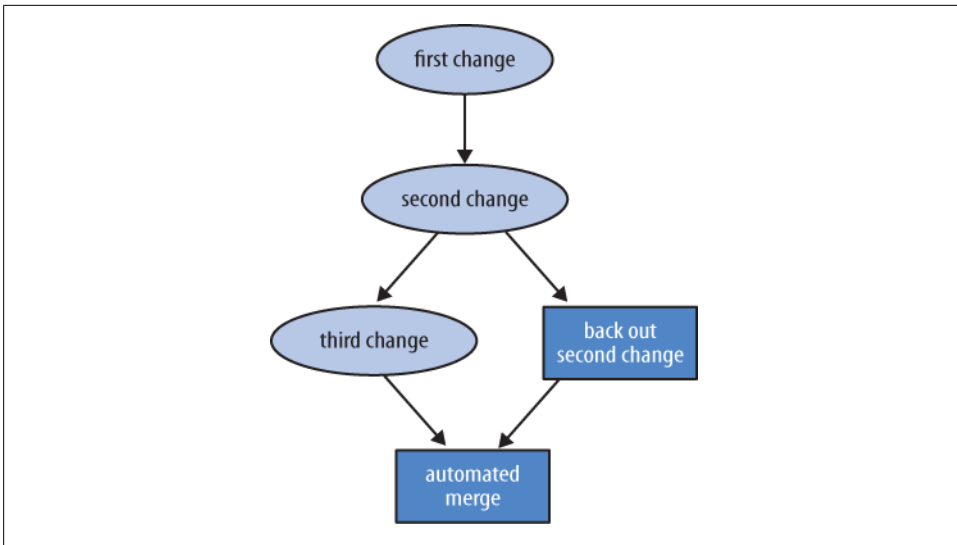 first change
second change
third change
back out
second change
automated
merge